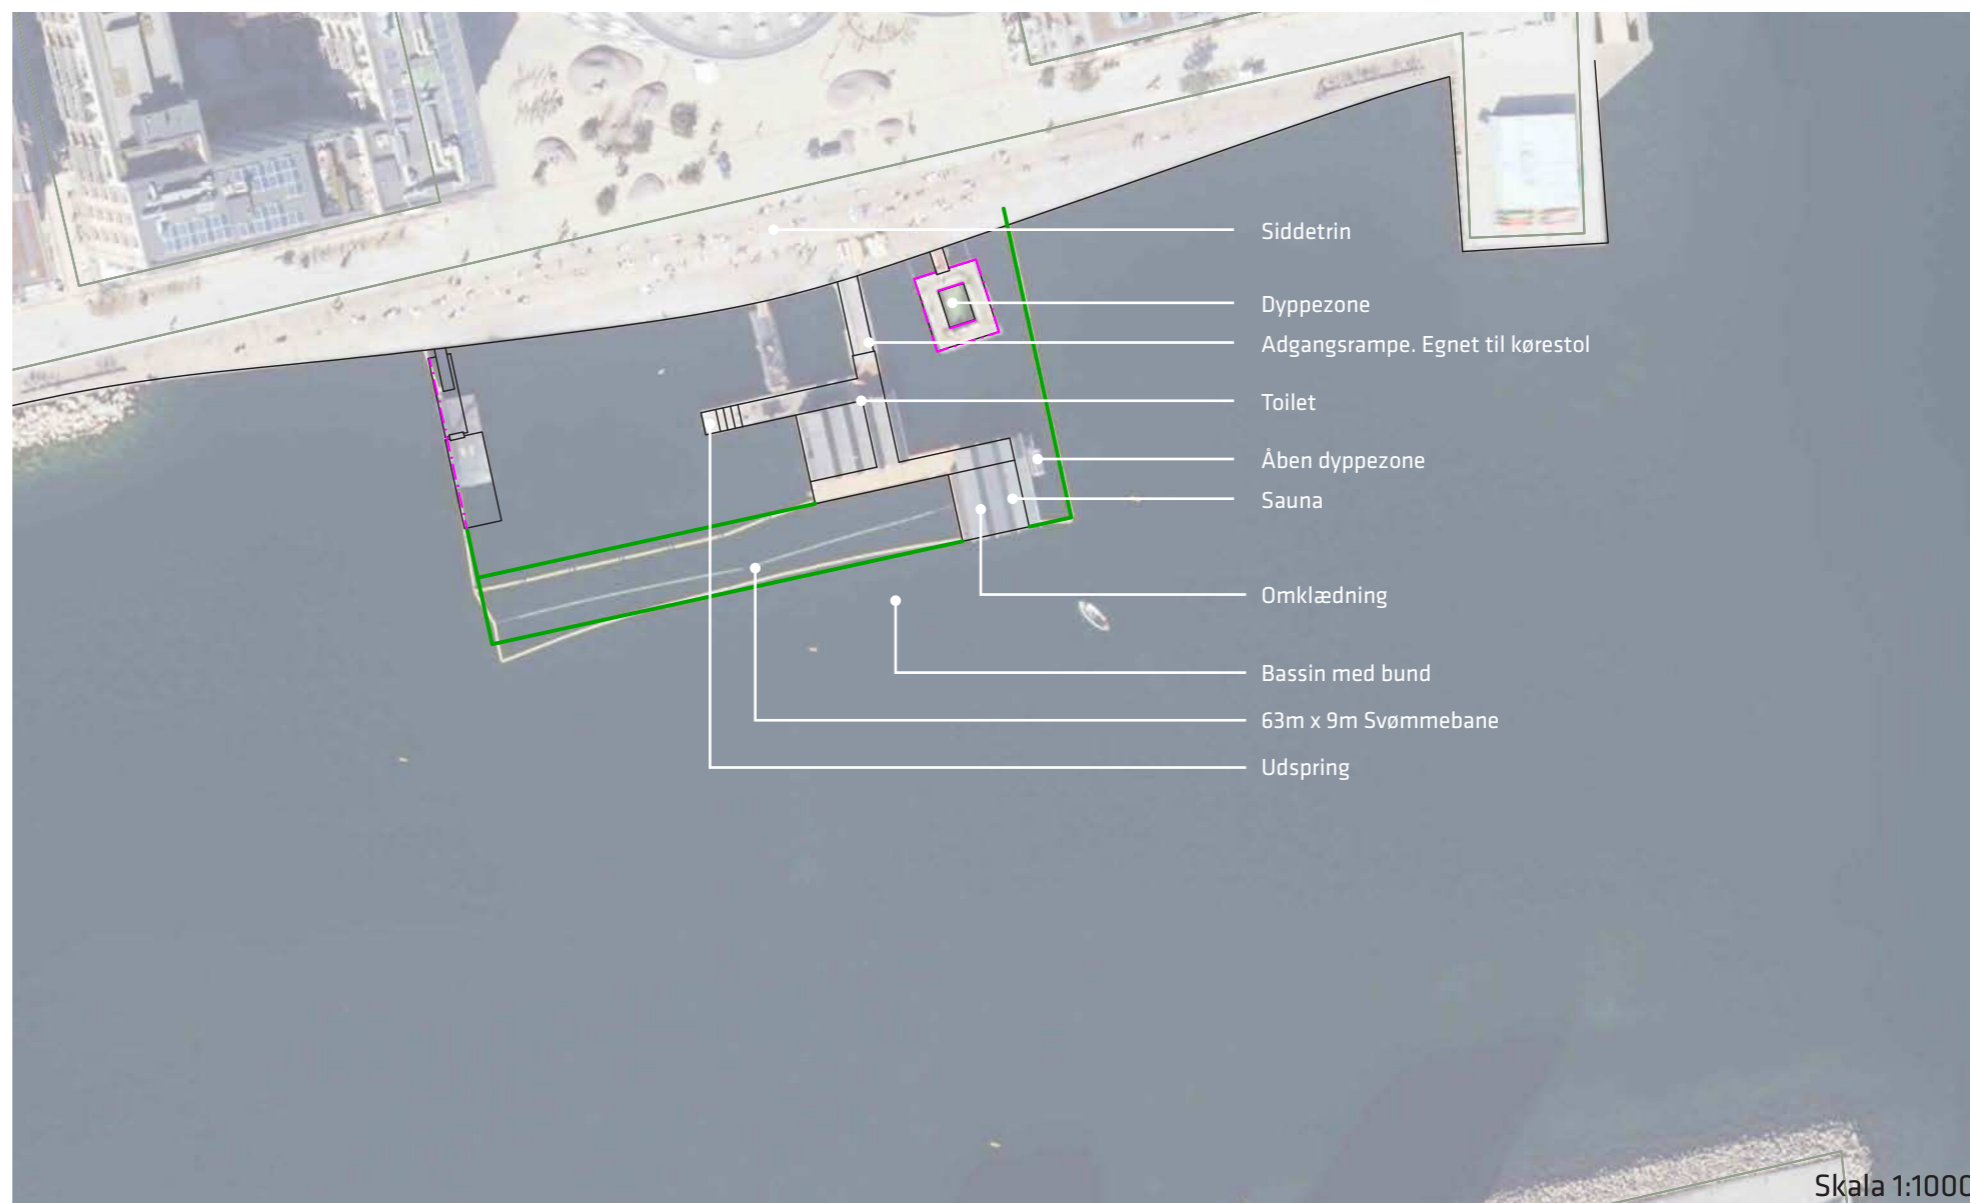 Siddetrin
Dyppezone
Adgangsrampe. Egnet til kørestol
Toilet
Åben dyppezone
Sauna
Omklædning
Bassin med bund
63m x 9m Svømmebane
Udspring
Skala 1:1000